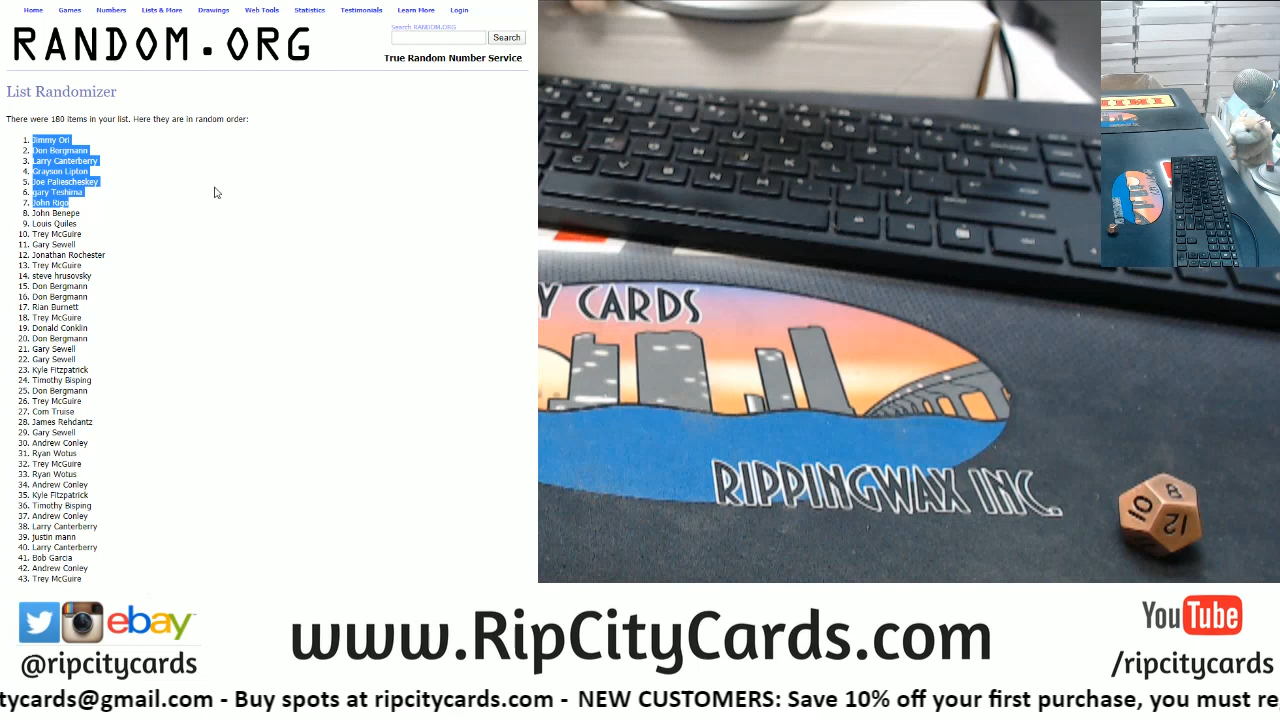 Home Games Numbers Lists & More Drawings Web Tools Statistics Testimonials Learn More Login
RANDOM.ORG
Search RANDOM.ORG
Search
True Random Number Service
List Randomizer
There were 180 items in your list. Here they are in random order:
1. Jimmy Ori
2. Don Bergmann
3. Larry Canterberry
4. Grayson Lipton
5. Joe Paliescheskey
6. gary Teshima
7. John Rigo
8. John Benepe
9. Louis Quiles
10. Trey McGuire
11. Gary Sewell
12. Jonathan Rochester
13. Trey McGuire
14. steve hrusovsky
15. Don Bergmann
16. Don Bergmann
17. Rian Burnett
18. Trey McGuire
19. Donald Conklin
20. Don Bergmann
21. Gary Sewell
22. Gary Sewell
23. Kyle Fitzpatrick
24. Timothy Bisping
25. Don Bergmann
26. Trey McGuire
27. Com Truise
28. James Rehdantz
29. Gary Sewell
30. Andrew Conley
31. Ryan Wotus
32. Trey McGuire
33. Ryan Wotus
34. Andrew Conley
35. Kyle Fitzpatrick
36. Timothy Bisping
37. Andrew Conley
38. Larry Canterberry
39. justin mann
40. Larry Canterberry
41. Bob Garcia
42. Andrew Conley
43. Trey McGuire
Y CARDS
RIPPINGWAX INC.
8
10
12
ebay
@ripcitycards
www.RipCityCards.com
YouTube
/ripcitycards
tycards@gmail.com - Buy spots at ripcitycards.com - NEW CUSTOMERS: Save 10% off your first purchase, you must re